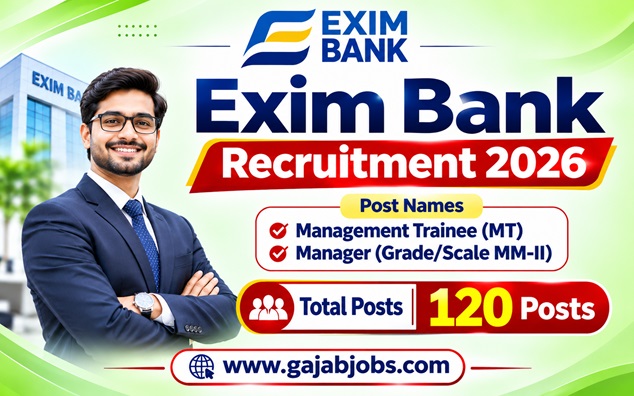 EXIM
BANK
EXIM BANK
Exim Bank
Recruitment 2026
Post Names
Management Trainee (MT)
Manager (Grade/Scale MM-II)
Total Posts
120 Posts
www.gajabjobs.com